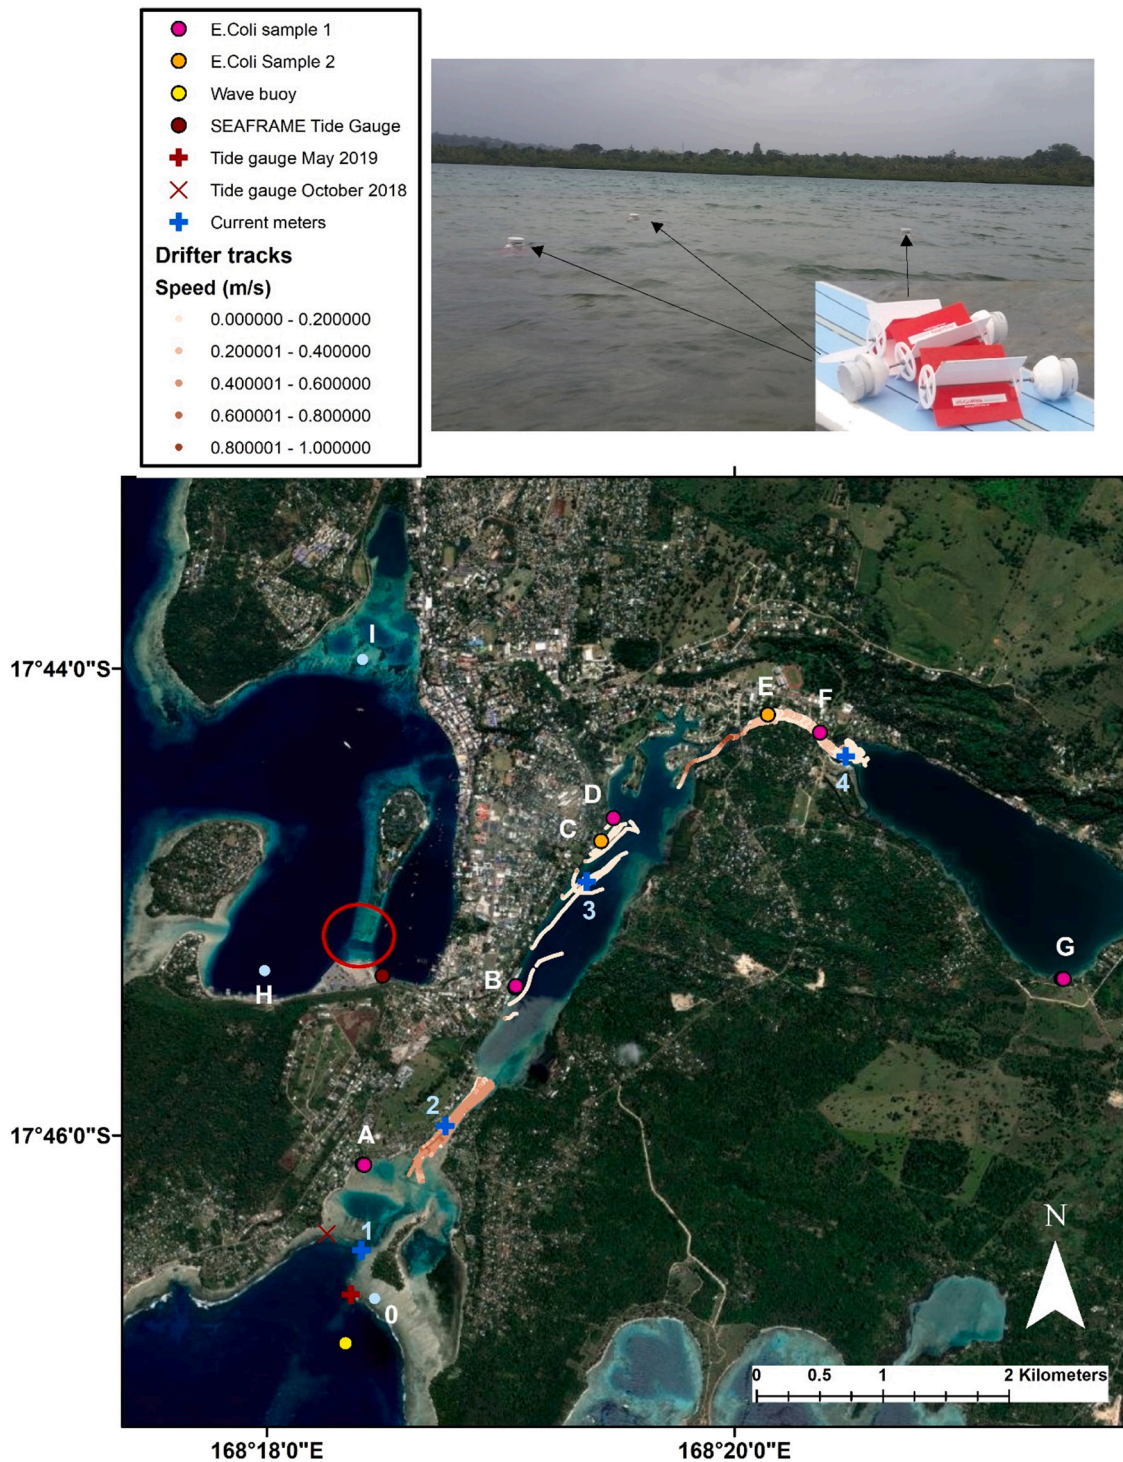 E.Coli sample 1
E.Coli Sample 2
Wave buoy
SEAFRAME Tide Gauge
Tide gauge May 2019
Tide gauge October 2018
Current meters
Drifter tracks
Speed (m/s)
0.000000 - 0.200000
0.200001 - 0.400000
0.400001 - 0.600000
0.600001 - 0.800000
0.800001 - 1.000000
I
17°44'0"S
E
F
4
D
C
3
B
G
H
2
17°46'0"S
A
1
0
N
0 0.5 1 2 Kilometers
168°18'0"E 168°20'0"E